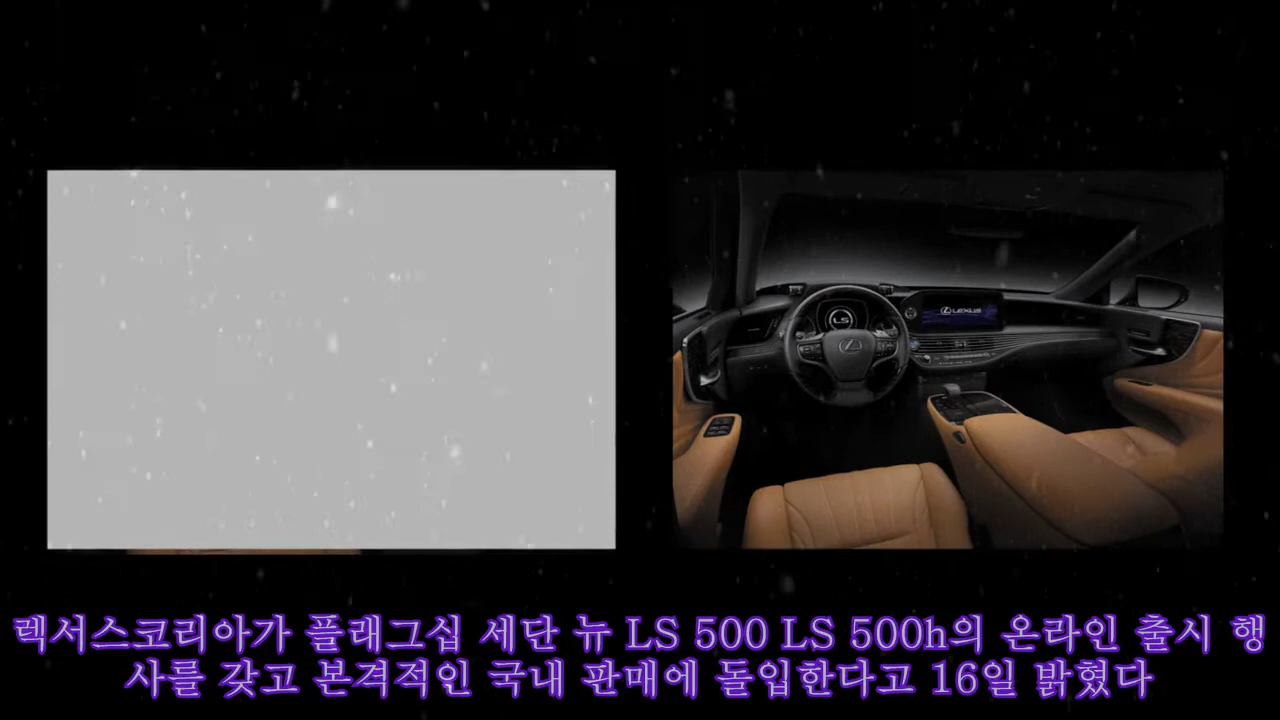 LS
LEXUS
렉서스코리아가 플래그십 세단 뉴 LS 500 LS 500h의 온라인 출시 행
사를 갖고 본격적인 국내 판매에 돌입한다고 16일 밝혔다